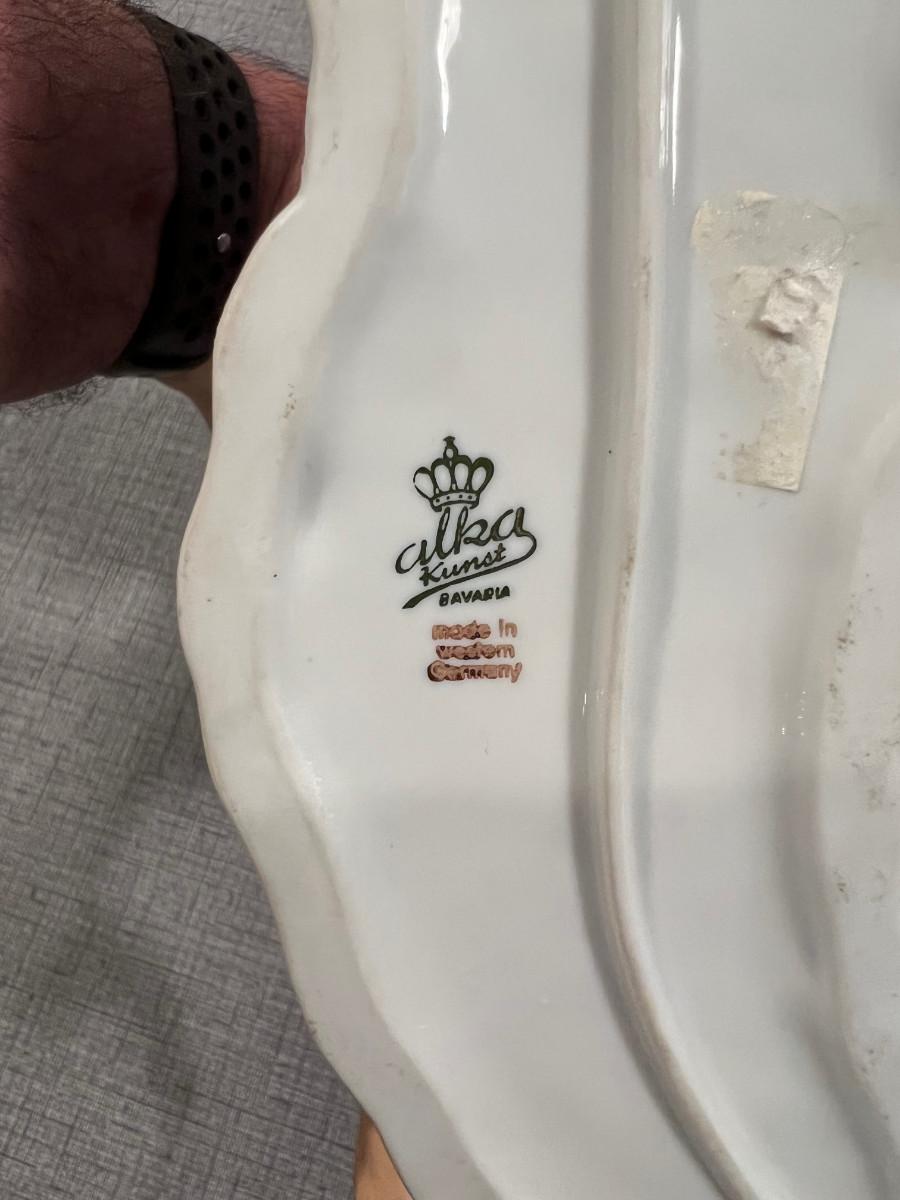 alka
Kunst
BAVARIA
made in
western
Germany